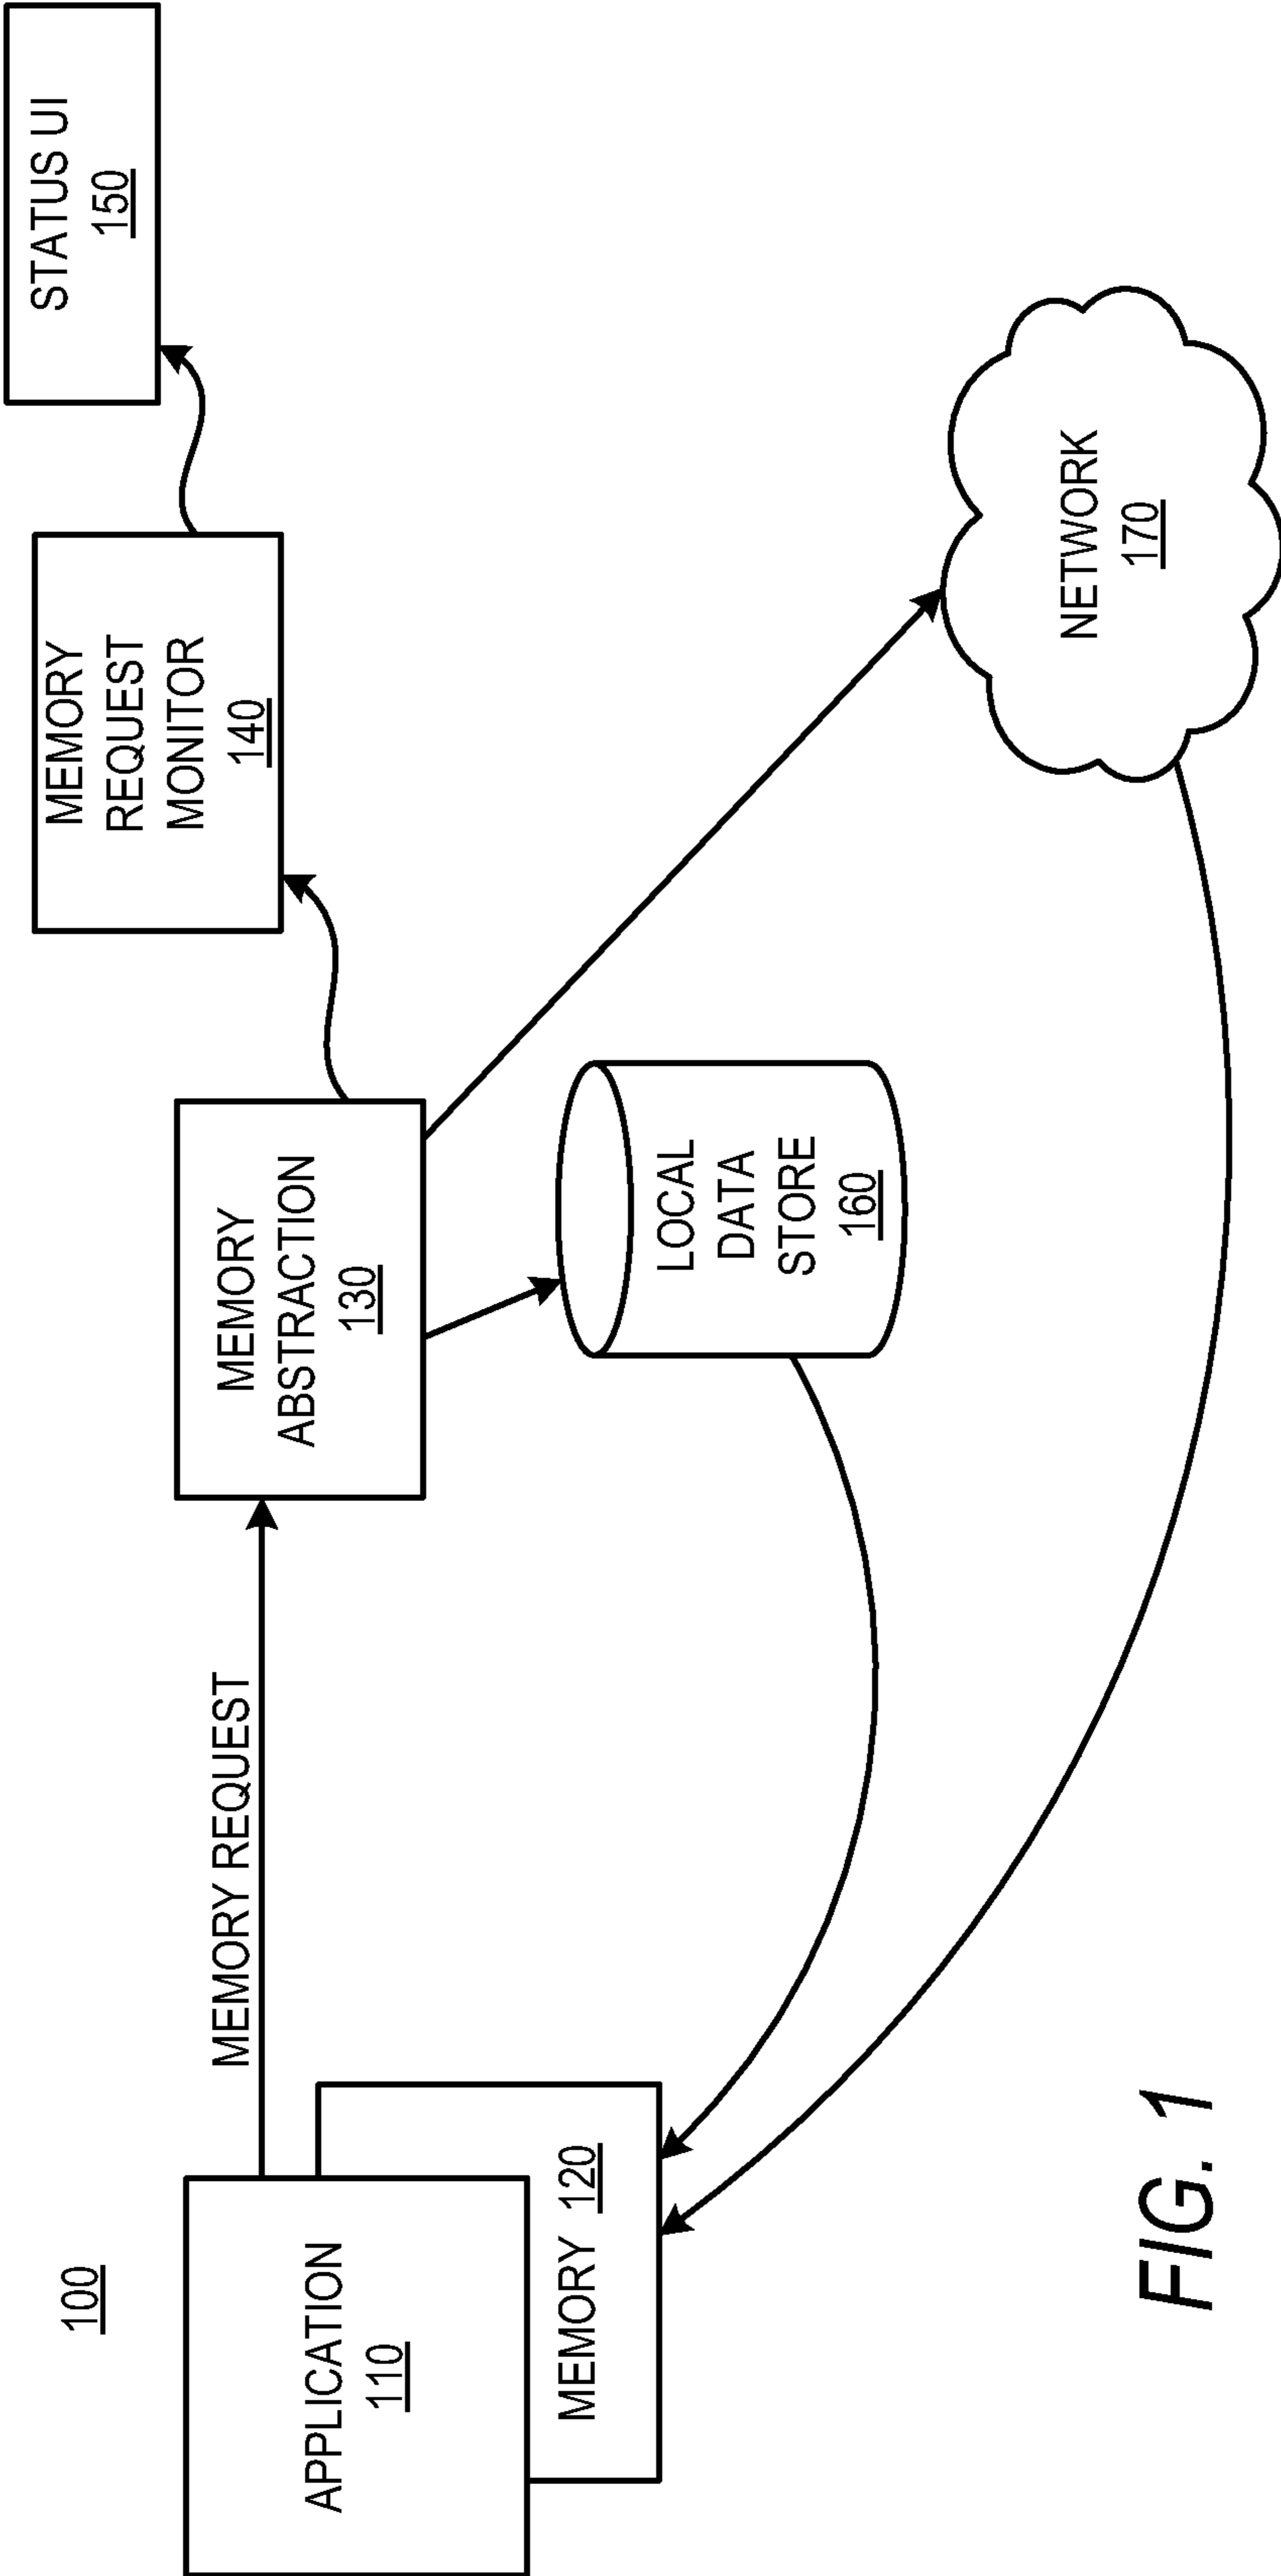 100
APPLICATION
110
MEMORY 120
MEMORY REQUEST
MEMORY
ABSTRACTION
130
MEMORY
REQUEST
MONITOR
140
STATUS UI
150
LOCAL
DATA
STORE
160
NETWORK
170
FIG. 1